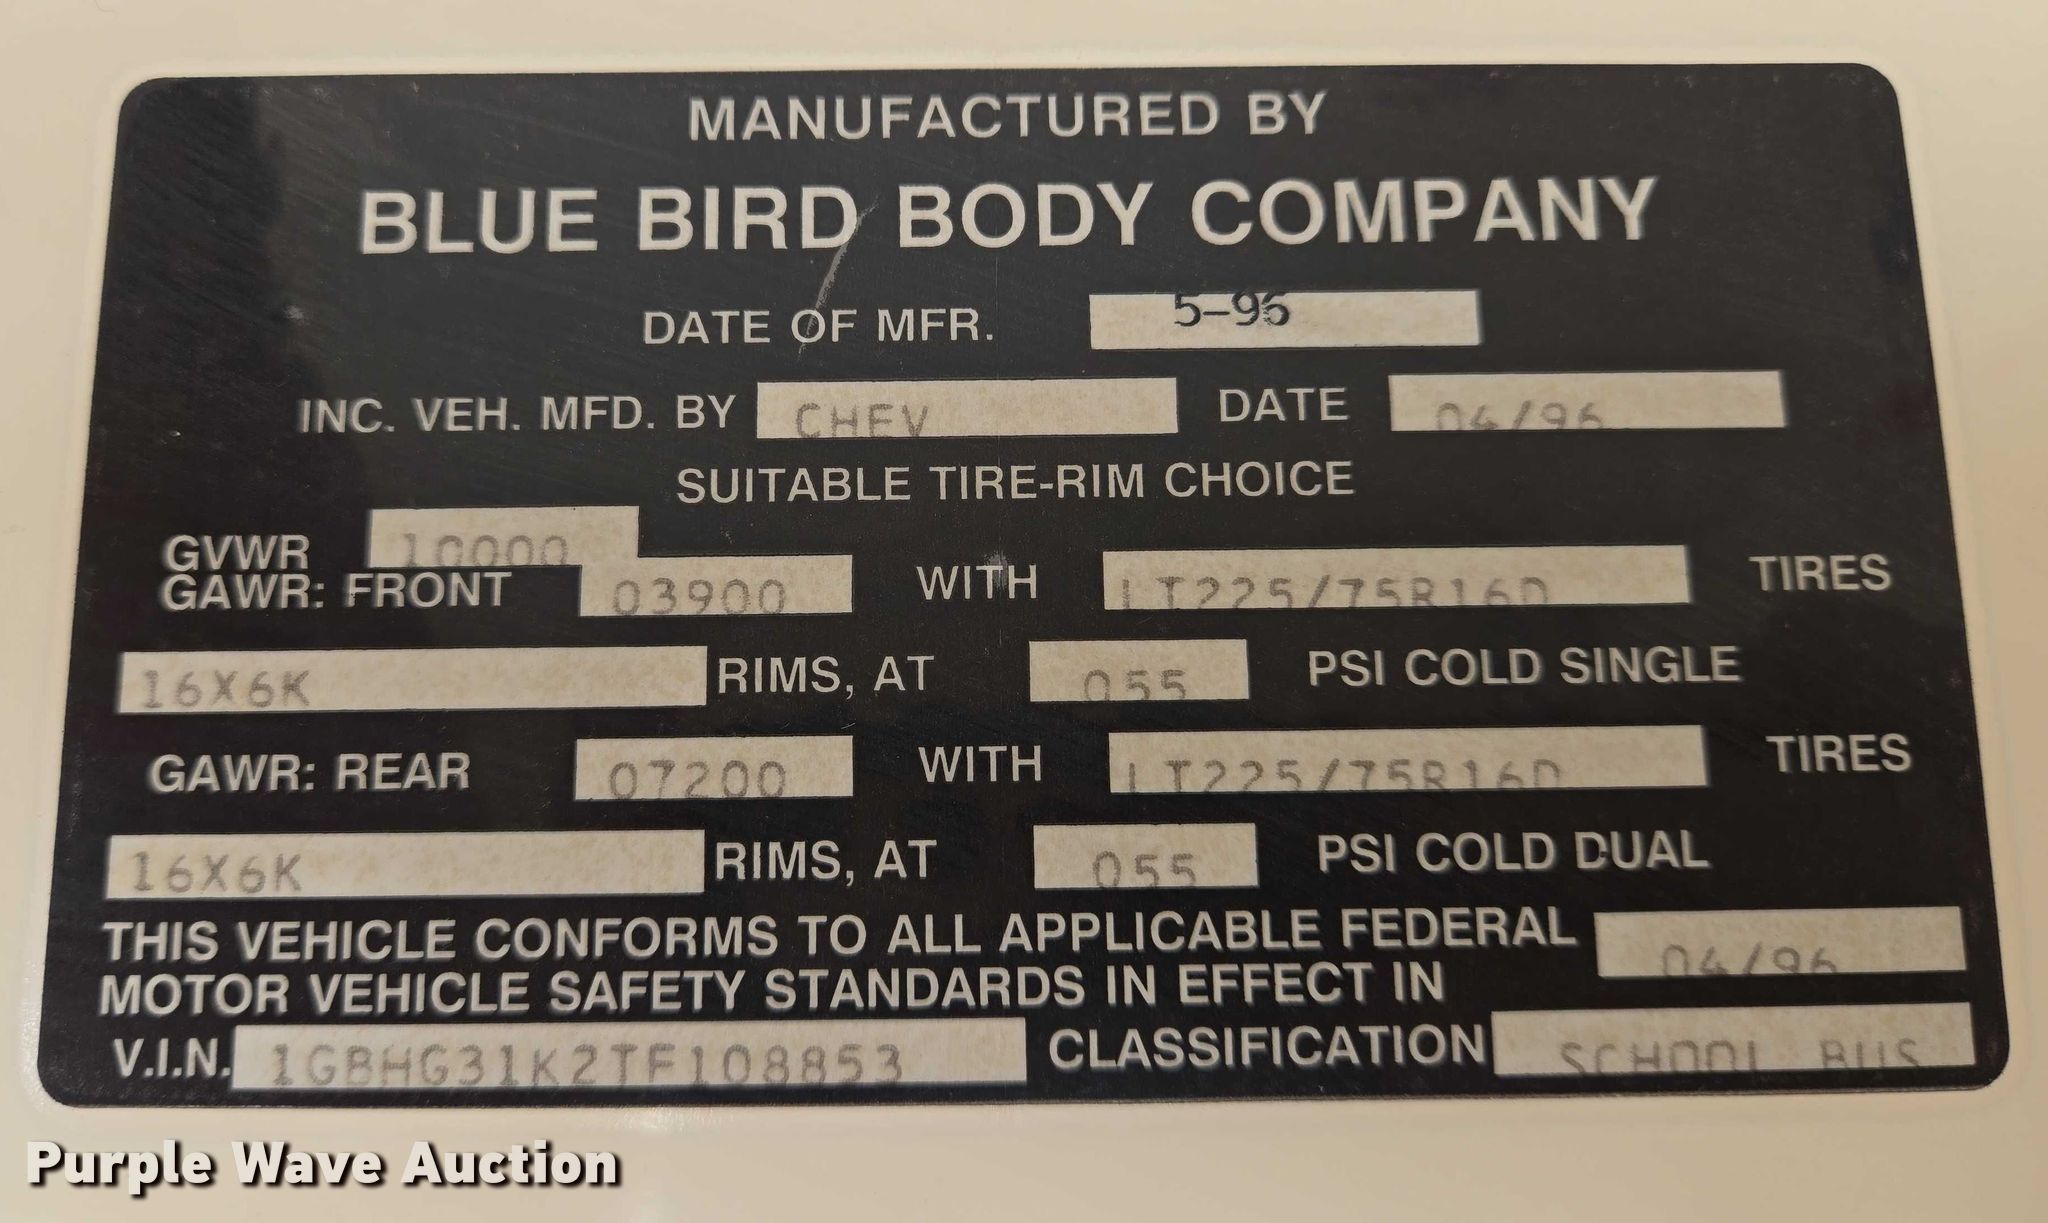 MANUFACTURED BY
BLUE BIRD BODY COMPANY
DATE OF MFR. 5-96
INC. VEH. MFD. BY CHEV DATE 04/96
SUITABLE TIRE-RIM CHOICE
GVWR 10000
GAWR: FRONT 03900 WITH LT225/75R16D TIRES
16X6K RIMS, AT 055 PSI COLD SINGLE
GAWR: REAR 07200 WITH LT225/75R16D TIRES
16X6K RIMS, AT 055 PSI COLD DUAL
THIS VEHICLE CONFORMS TO ALL APPLICABLE FEDERAL
MOTOR VEHICLE SAFETY STANDARDS IN EFFECT IN 04/96
V.I.N. 1GBHG31K2TF108853 CLASSIFICATION SCHOOL BUS
Purple Wave Auction